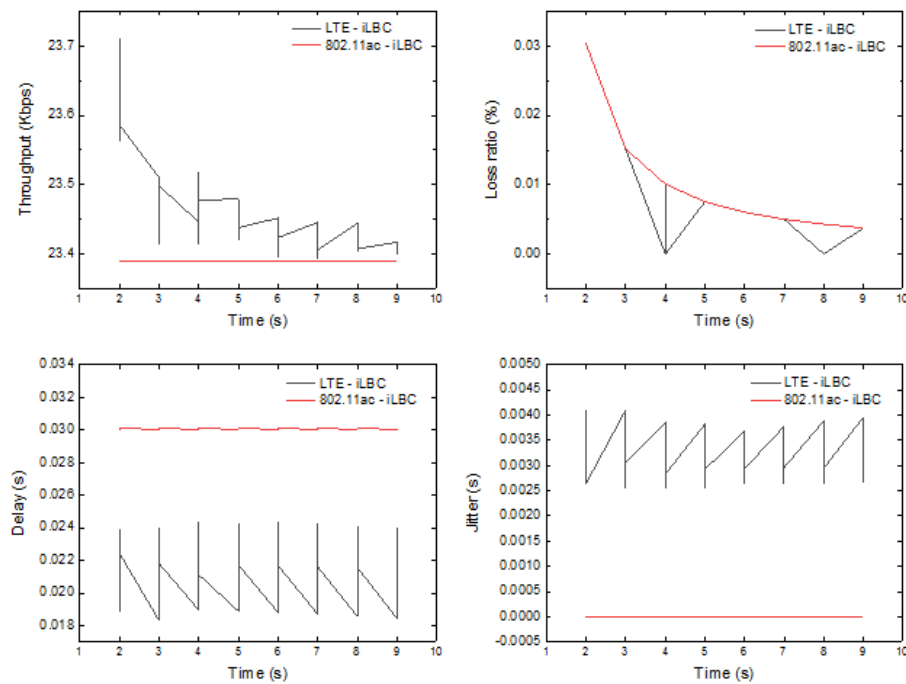 LTE - iLBC
802.11ac - iLBC
23.7
23.6
23.5
23.4
Throughput (Kbps)
1 2 3 4 5 6 7 8 9 10
Time (s)
LTE - iLBC
802.11ac - iLBC
0.03
0.02
0.01
0.00
Loss ratio (%)
1 2 3 4 5 6 7 8 9 10
Time (s)
LTE - iLBC
802.11ac - iLBC
0.034
0.032
0.030
0.028
0.026
0.024
0.022
0.020
0.018
Delay (s)
1 2 3 4 5 6 7 8 9 10
Time (s)
LTE - iLBC
802.11ac - iLBC
0.0050
0.0045
0.0040
0.0035
0.0030
0.0025
0.0020
0.0015
0.0010
0.0005
0.0000
-0.0005
Jitter (s)
1 2 3 4 5 6 7 8 9 10
Time (s)